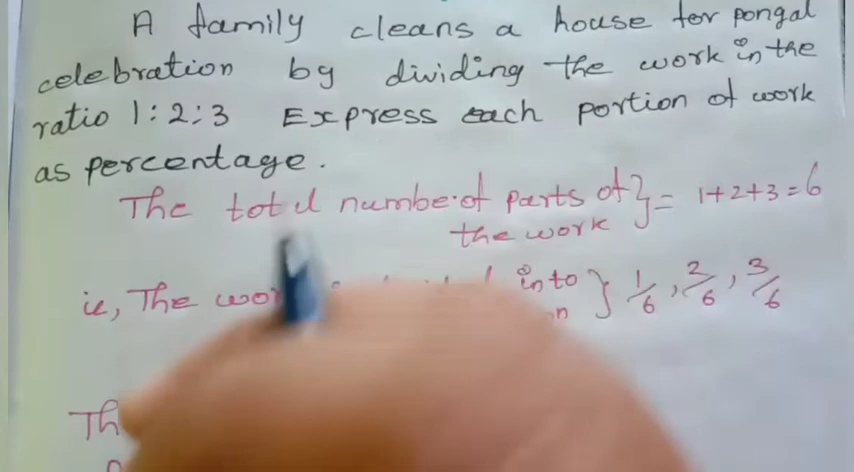 A family cleans a house for pongal
celebration by dividing the work in the
ratio 1:2:3 Express each portion of work
as percentage.
The total number of parts of } = 1+2+3=6
the work
ie, The into } 1/6, 2/6, 3/6